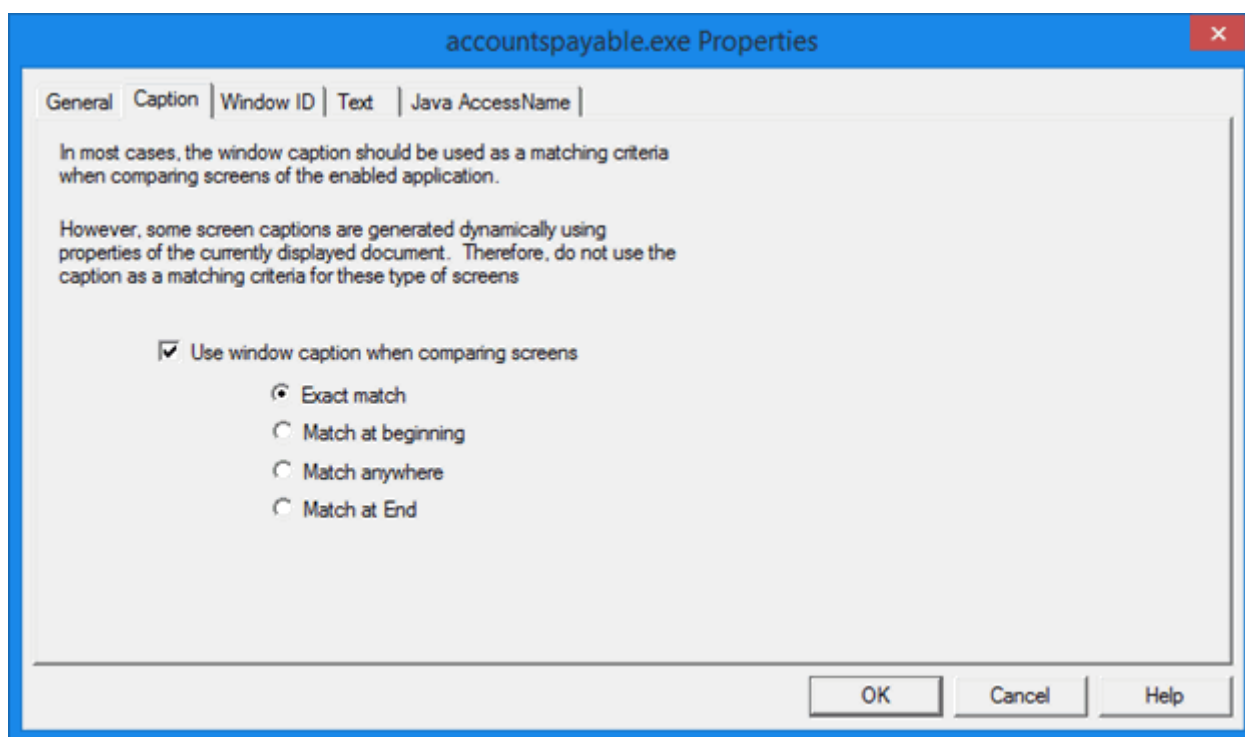 accountspayable.exe Properties
General Caption Window ID Text Java AccessName
In most cases, the window caption should be used as a matching criteria
when comparing screens of the enabled application.
However, some screen captions are generated dynamically using
properties of the currently displayed document. Therefore, do not use the
caption as a matching criteria for these type of screens
Use window caption when comparing screens
Exact match
Match at beginning
Match anywhere
Match at End
OK Cancel Help